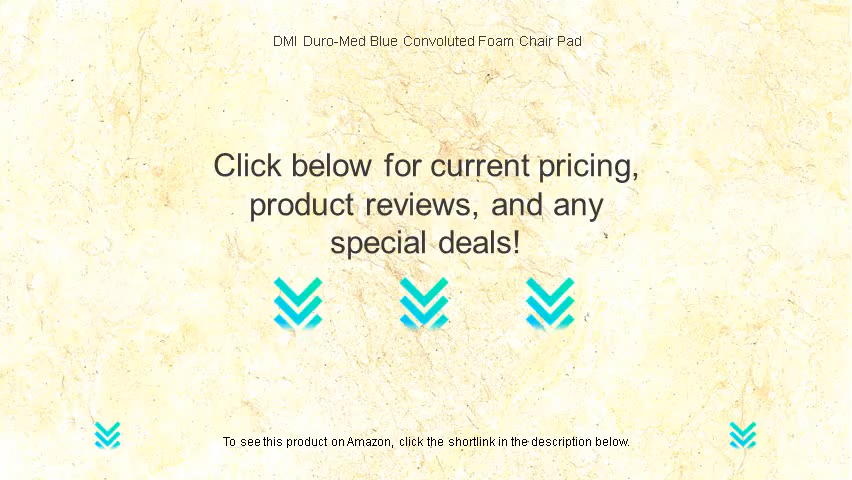 DMI Duro-Med Blue Convoluted Foam Chair Pad
Click below for current pricing,
product reviews, and any
special deals!
To see this product on Amazon, click the shortlink in the description below.